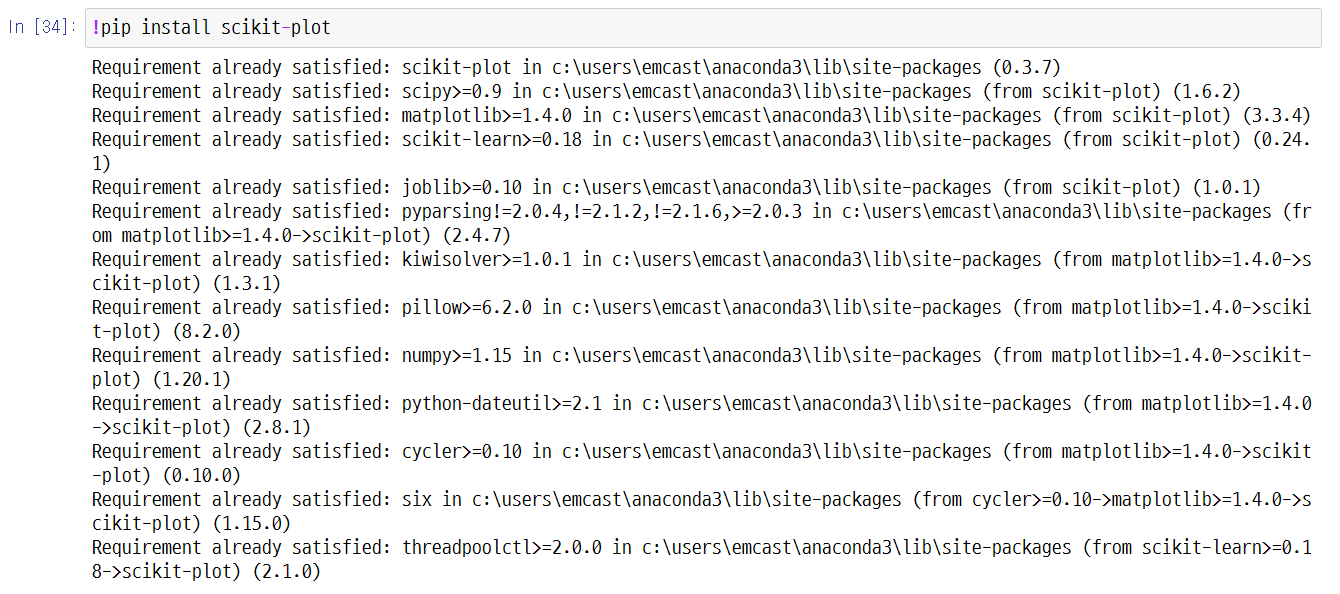 In [34]: !pip install scikit-plot
Requirement already satisfied: scikit-plot in c:\users\emcast\anaconda3\lib\site-packages (0.3.7)
Requirement already satisfied: scipy>=0.9 in c:\users\emcast\anaconda3\lib\site-packages (from scikit-plot) (1.6.2)
Requirement already satisfied: matplotlib>=1.4.0 in c:\users\emcast\anaconda3\lib\site-packages (from scikit-plot) (3.3.4)
Requirement already satisfied: scikit-learn>=0.18 in c:\users\emcast\anaconda3\lib\site-packages (from scikit-plot) (0.24.
1)
Requirement already satisfied: joblib>=0.10 in c:\users\emcast\anaconda3\lib\site-packages (from scikit-plot) (1.0.1)
Requirement already satisfied: pyparsing!=2.0.4,!=2.1.2,!=2.1.6,>=2.0.3 in c:\users\emcast\anaconda3\lib\site-packages (fr
om matplotlib>=1.4.0->scikit-plot) (2.4.7)
Requirement already satisfied: kiwisolver>=1.0.1 in c:\users\emcast\anaconda3\lib\site-packages (from matplotlib>=1.4.0->s
cikit-plot) (1.3.1)
Requirement already satisfied: pillow>=6.2.0 in c:\users\emcast\anaconda3\lib\site-packages (from matplotlib>=1.4.0->sciki
t-plot) (8.2.0)
Requirement already satisfied: numpy>=1.15 in c:\users\emcast\anaconda3\lib\site-packages (from matplotlib>=1.4.0->scikit-
plot) (1.20.1)
Requirement already satisfied: python-dateutil>=2.1 in c:\users\emcast\anaconda3\lib\site-packages (from matplotlib>=1.4.0
->scikit-plot) (2.8.1)
Requirement already satisfied: cycler>=0.10 in c:\users\emcast\anaconda3\lib\site-packages (from matplotlib>=1.4.0->scikit
-plot) (0.10.0)
Requirement already satisfied: six in c:\users\emcast\anaconda3\lib\site-packages (from cycler>=0.10->matplotlib>=1.4.0->s
cikit-plot) (1.15.0)
Requirement already satisfied: threadpoolctl>=2.0.0 in c:\users\emcast\anaconda3\lib\site-packages (from scikit-learn>=0.1
8->scikit-plot) (2.1.0)